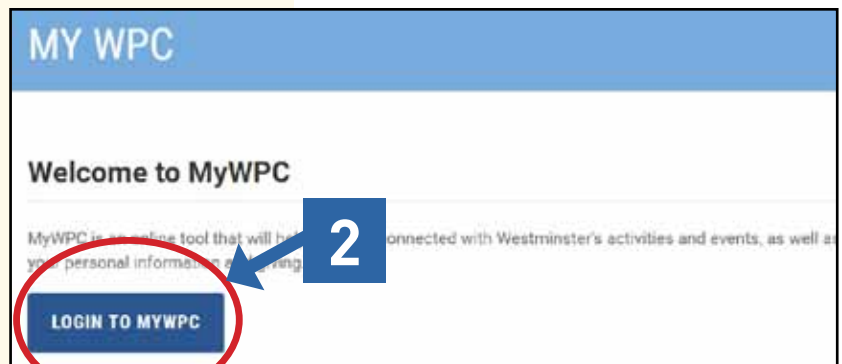 MY WPC
Welcome to MyWPC
MyWPC is an online tool that will connected with Westminster's activities and events, as well as
your personal information giving
2
LOGIN TO MYWPC